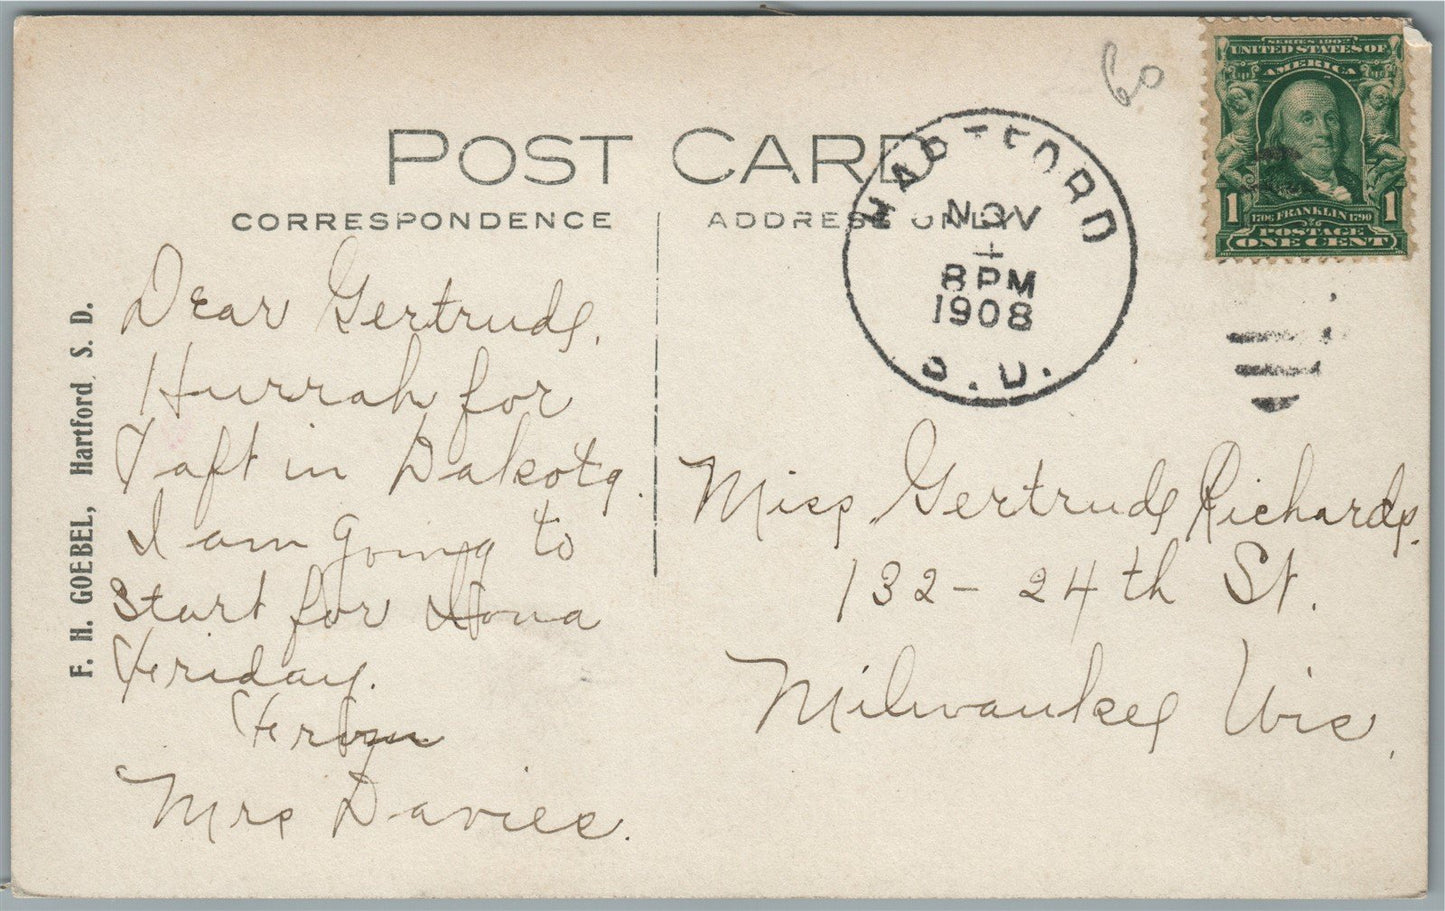 60
SERIES 1902
UNITED STATES OF
AMERICA
1 1706 FRANKLIN 1790 1
POSTAGE
ONE CENT
POST CARD
CORRESPONDENCE
ADDRESS ONLY
HARTFORD
NOV
4
8 PM
1908
S.D.
F. H. GOEBEL, Hartford S. D.
Dear Gertrude,
Hurrah for
Taft in Dakota.
I am going to
Start for Iowa
Friday.
From
Mrs Davies.
Miss Gertrude Richards.
132 - 24th St.
Milwaukee Wis.